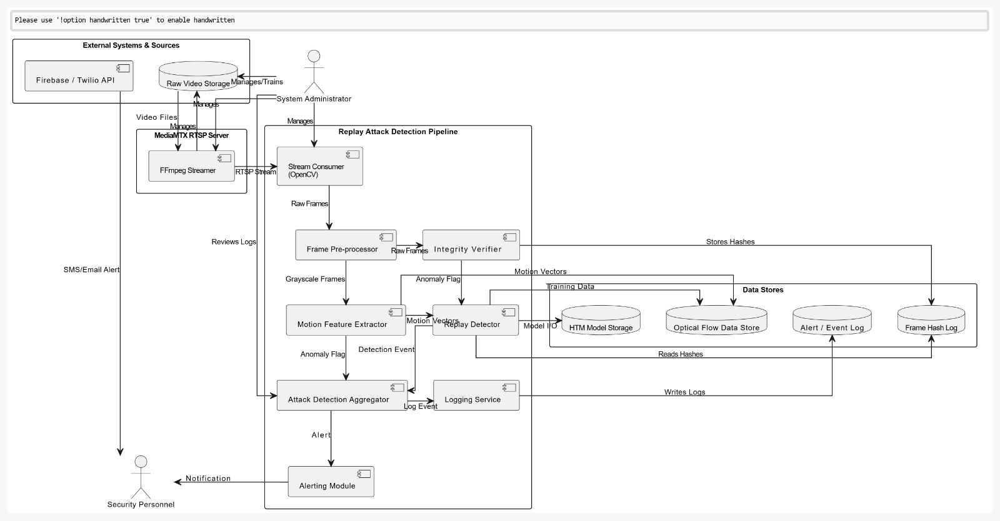 Please use '!option handwritten true' to enable handwritten
External Systems & Sources
Firebase / Twilio API
Raw Video Storage
Manages/Trains
System Administrator
Manages
Video Files
Manages
Manages
MediaMTX RTSP Server
Replay Attack Detection Pipeline
FFmpeg Streamer
RTSP Stream
Stream Consumer
(OpenCV)
Raw Frames
Reviews Logs
Frame Pre-processor
Raw Frames
Integrity Verifier
Stores Hashes
SMS/Email Alert
Grayscale Frames
Anomaly Flag
Motion Vectors
Training Data
Data Stores
Motion Feature Extractor
Motion Vectors
Replay Detector
Model I/O
HTM Model Storage
Optical Flow Data Store
Alert / Event Log
Frame Hash Log
Anomaly Flag
Detection Event
Reads Hashes
Attack Detection Aggregator
Log Event
Logging Service
Writes Logs
Alert
Notification
Alerting Module
Security Personnel